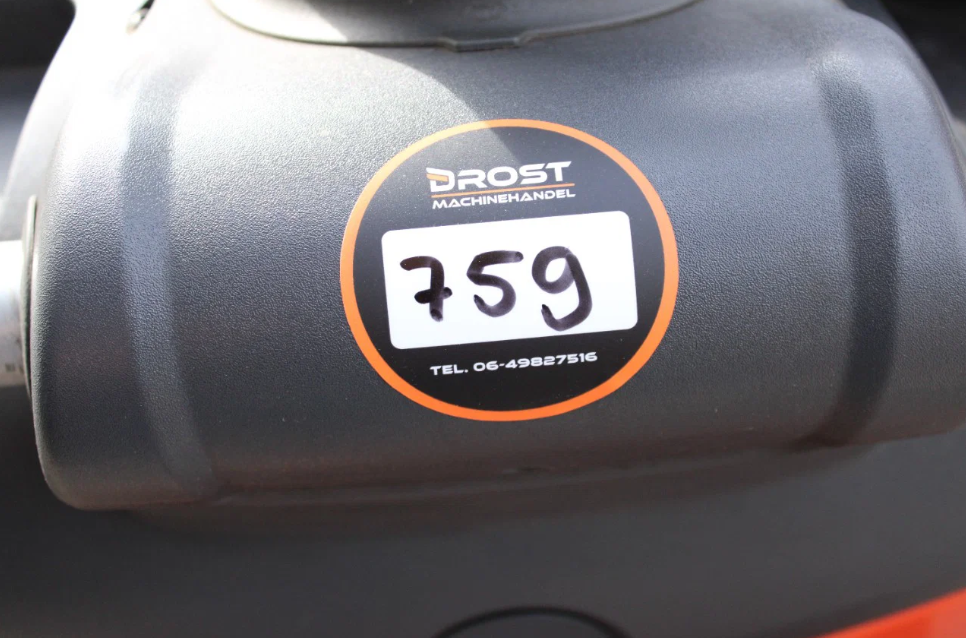 DROST
MACHINEHANDEL
759
TEL. 06-49827516